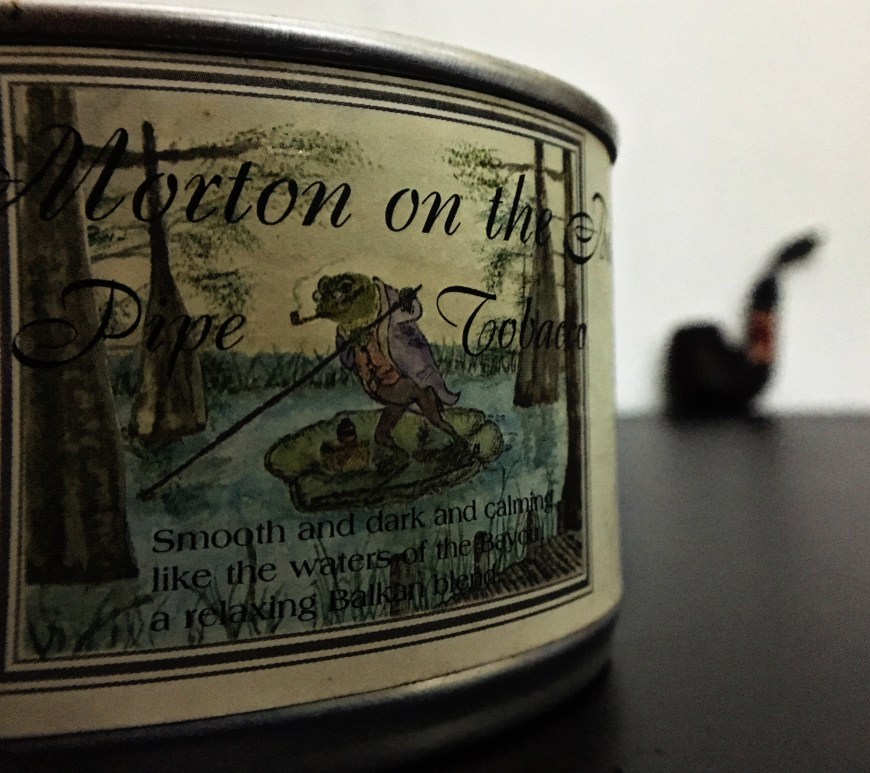 Morton on the
Pipe Tobacco
Smooth and dark and calming
like the waters of the Bayou
a relaxing Balkan blend